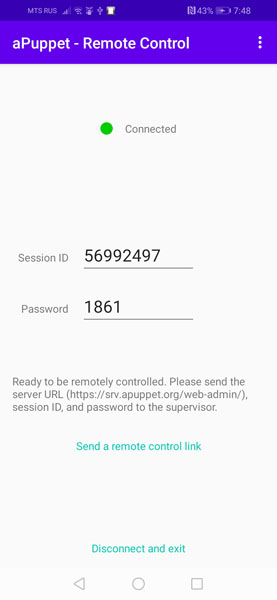 MTS RUS 43% 7:48
aPuppet - Remote Control
Connected
Session ID 56992497
Password 1861
Ready to be remotely controlled. Please send the
server URL (https://srv.apuppet.org/web-admin/),
session ID, and password to the supervisor.
Send a remote control link
Disconnect and exit